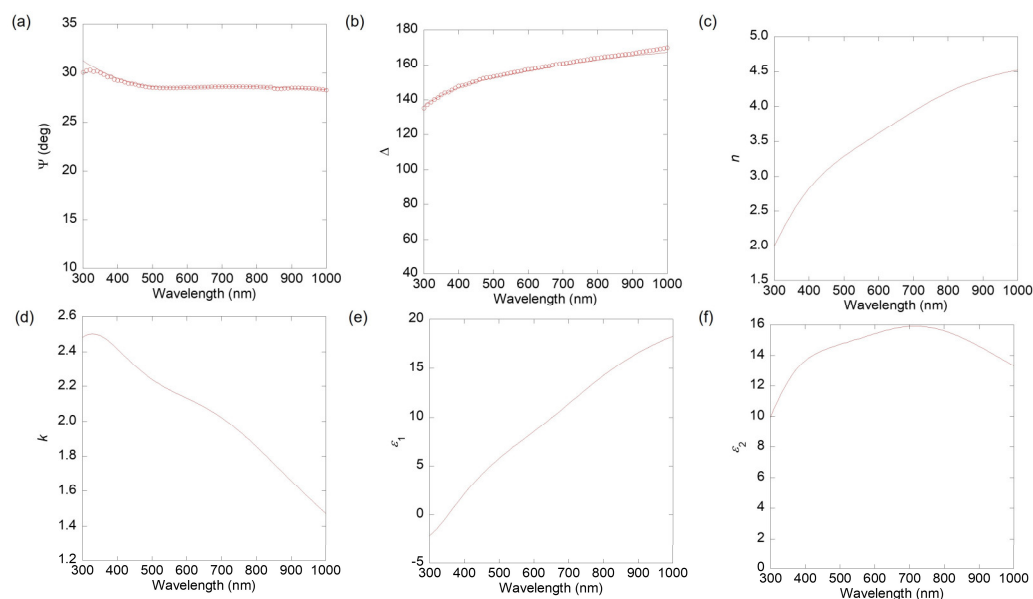 (a)
35
30
25
20
15
10
Ψ (deg)
300 400 500 600 700 800 900 1000
Wavelength (nm)
(b)
180
160
140
120
100
80
60
40
Δ
300 400 500 600 700 800 900 1000
Wavelength (nm)
(c)
5.0
4.5
4.0
3.5
3.0
2.5
2.0
1.5
n
300 400 500 600 700 800 900 1000
Wavelength (nm)
(d)
2.6
2.4
2.2
2.0
1.8
1.6
1.4
1.2
k
300 400 500 600 700 800 900 1000
Wavelength (nm)
(e)
20
15
10
5
0
-5
ε1
300 400 500 600 700 800 900 1000
Wavelength (nm)
(f)
16
14
12
10
8
6
4
2
0
ε2
300 400 500 600 700 800 900 1000
Wavelength (nm)